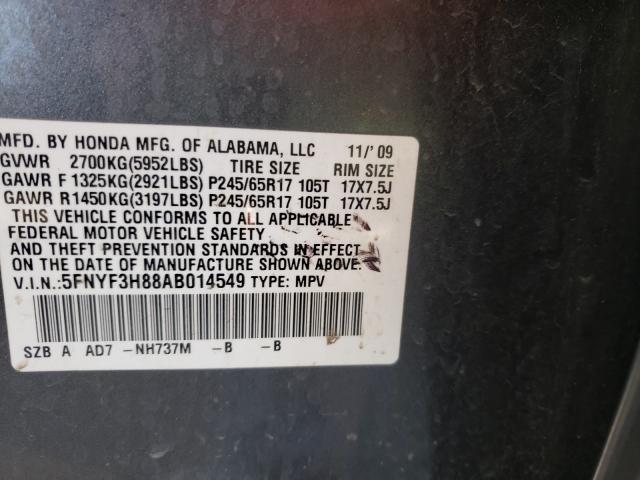 MFD. BY HONDA MFG. OF ALABAMA, LLC 11/'09
GVWR 2700KG(5952LBS) TIRE SIZE RIM SIZE
GAWR F 1325KG(2921LBS) P245/65R17 105T 17X7.5J
GAWR R1450KG(3197LBS) P245/65R17 105T 17X7.5J
THIS VEHICLE CONFORMS TO ALL APPLICABLE
FEDERAL MOTOR VEHICLE SAFETY
AND THEFT PREVENTION STANDARDS IN EFFECT
ON THE DATE OF MANUFACTURE SHOWN ABOVE.
V.I.N.:5FNYF3H88AB014549 TYPE: MPV
SZB A AD7 -NH737M -B -B